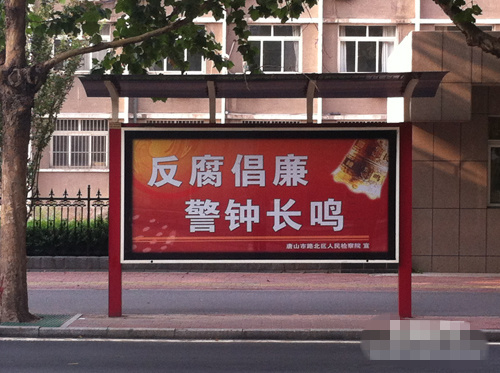 反腐倡廉
警钟长鸣
唐山市路北区人民检察院 宣